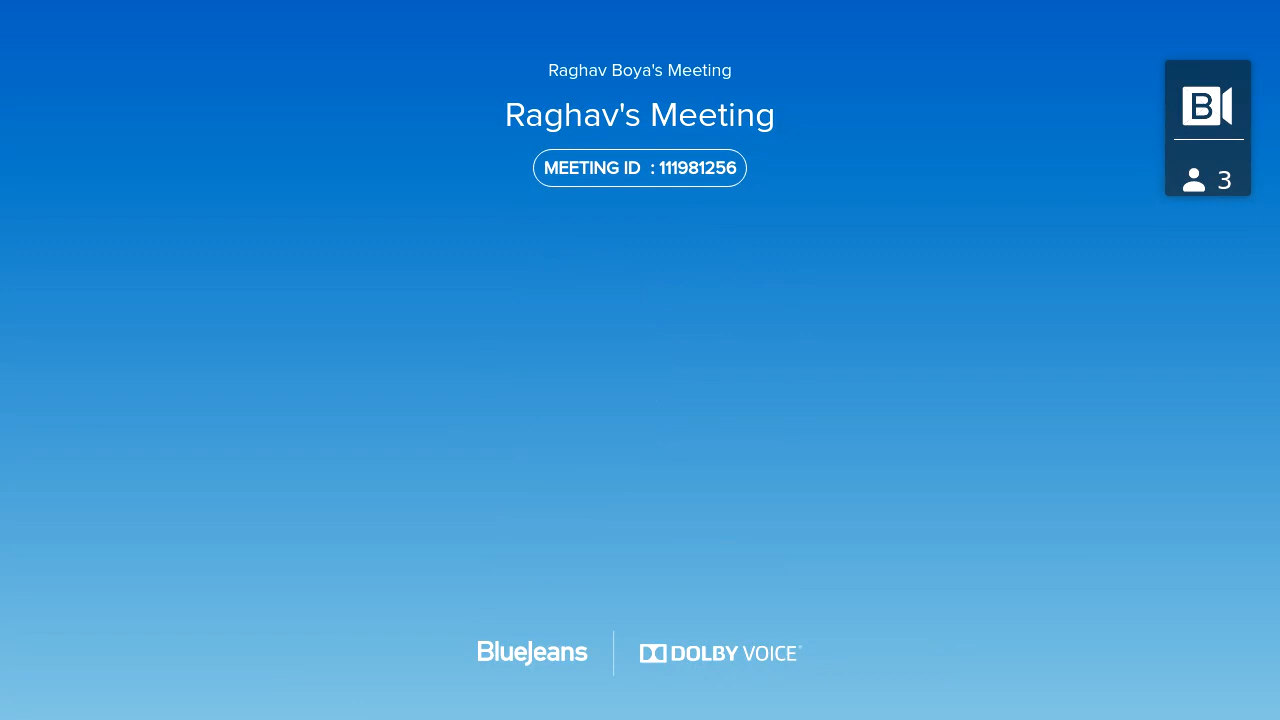 Raghav Boya's Meeting
Raghav's Meeting
MEETING ID : 111981256
B
3
BlueJeans
DOLBY VOICE®